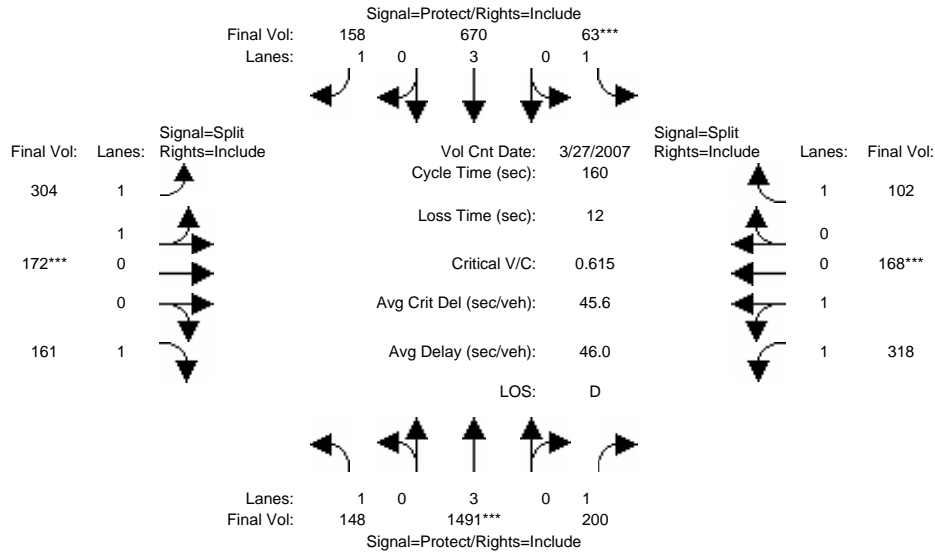 Signal=Protect/Rights=Include
Final Vol: 158 670 63***
Lanes: 1 0 3 0 1
Signal=Split
Final Vol: Lanes: Rights=Include
Vol Cnt Date: 3/27/2007
Signal=Split
Rights=Include Lanes: Final Vol:
Cycle Time (sec): 160
304 1
1 102
Loss Time (sec): 12
1
0
172*** 0
Critical V/C: 0.615
0 168***
0
Avg Crit Del (sec/veh): 45.6
1
161 1
Avg Delay (sec/veh): 46.0
1 318
LOS: D
Lanes: 1 0 3 0 1
Final Vol: 148 1491*** 200
Signal=Protect/Rights=Include